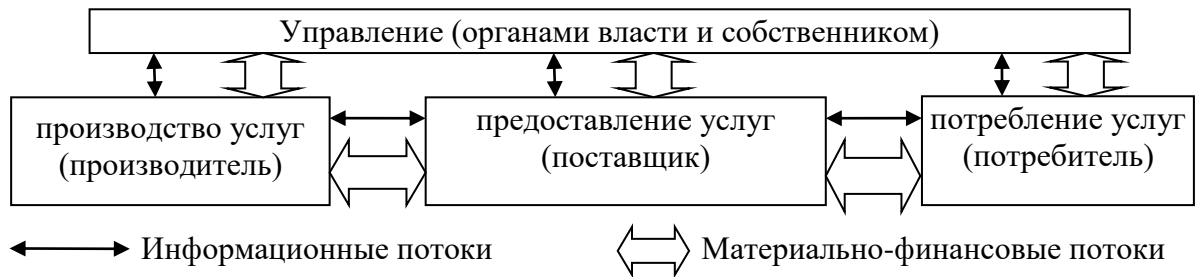 Управление (органами власти и собственником)
производство услуг
(производитель)
предоставление услуг
(поставщик)
потребление услуг
(потребитель)
Информационные потоки
Материально-финансовые потоки